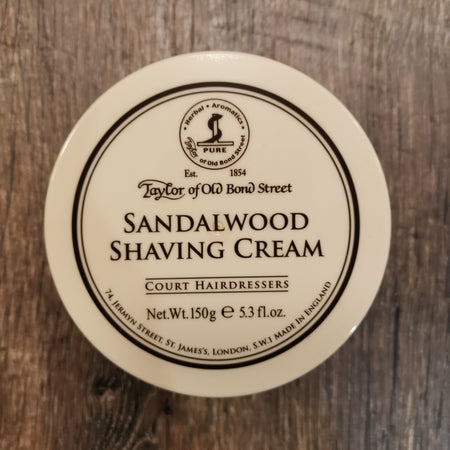 Herbal • Aromatics
PURE
Taylor of Old Bond Street
Est. 1854
Taylor of Old Bond Street
SANDALWOOD
SHAVING CREAM
COURT HAIRDRESSERS
Net.Wt.150g ℮ 5.3 fl.oz.
74, JERMYN STREET, ST. JAMES'S, LONDON, S.W.1 MADE IN ENGLAND